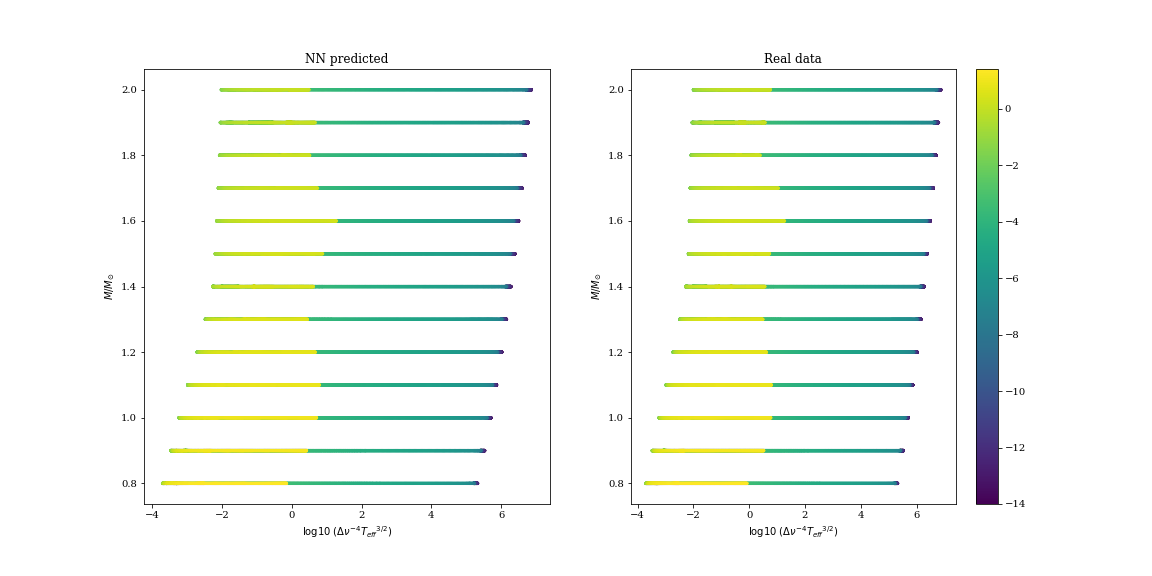 NN predicted
2.0
1.8
1.6
1.4
1.2
1.0
0.8
M/M⊙
−4 −2 0 2 4 6
log10 (Δν⁻⁴T_eff^3/2)
Real data
2.0
1.8
1.6
1.4
1.2
1.0
0.8
M/M⊙
−4 −2 0 2 4 6
log10 (Δν⁻⁴T_eff^3/2)
0
−2
−4
−6
−8
−10
−12
−14